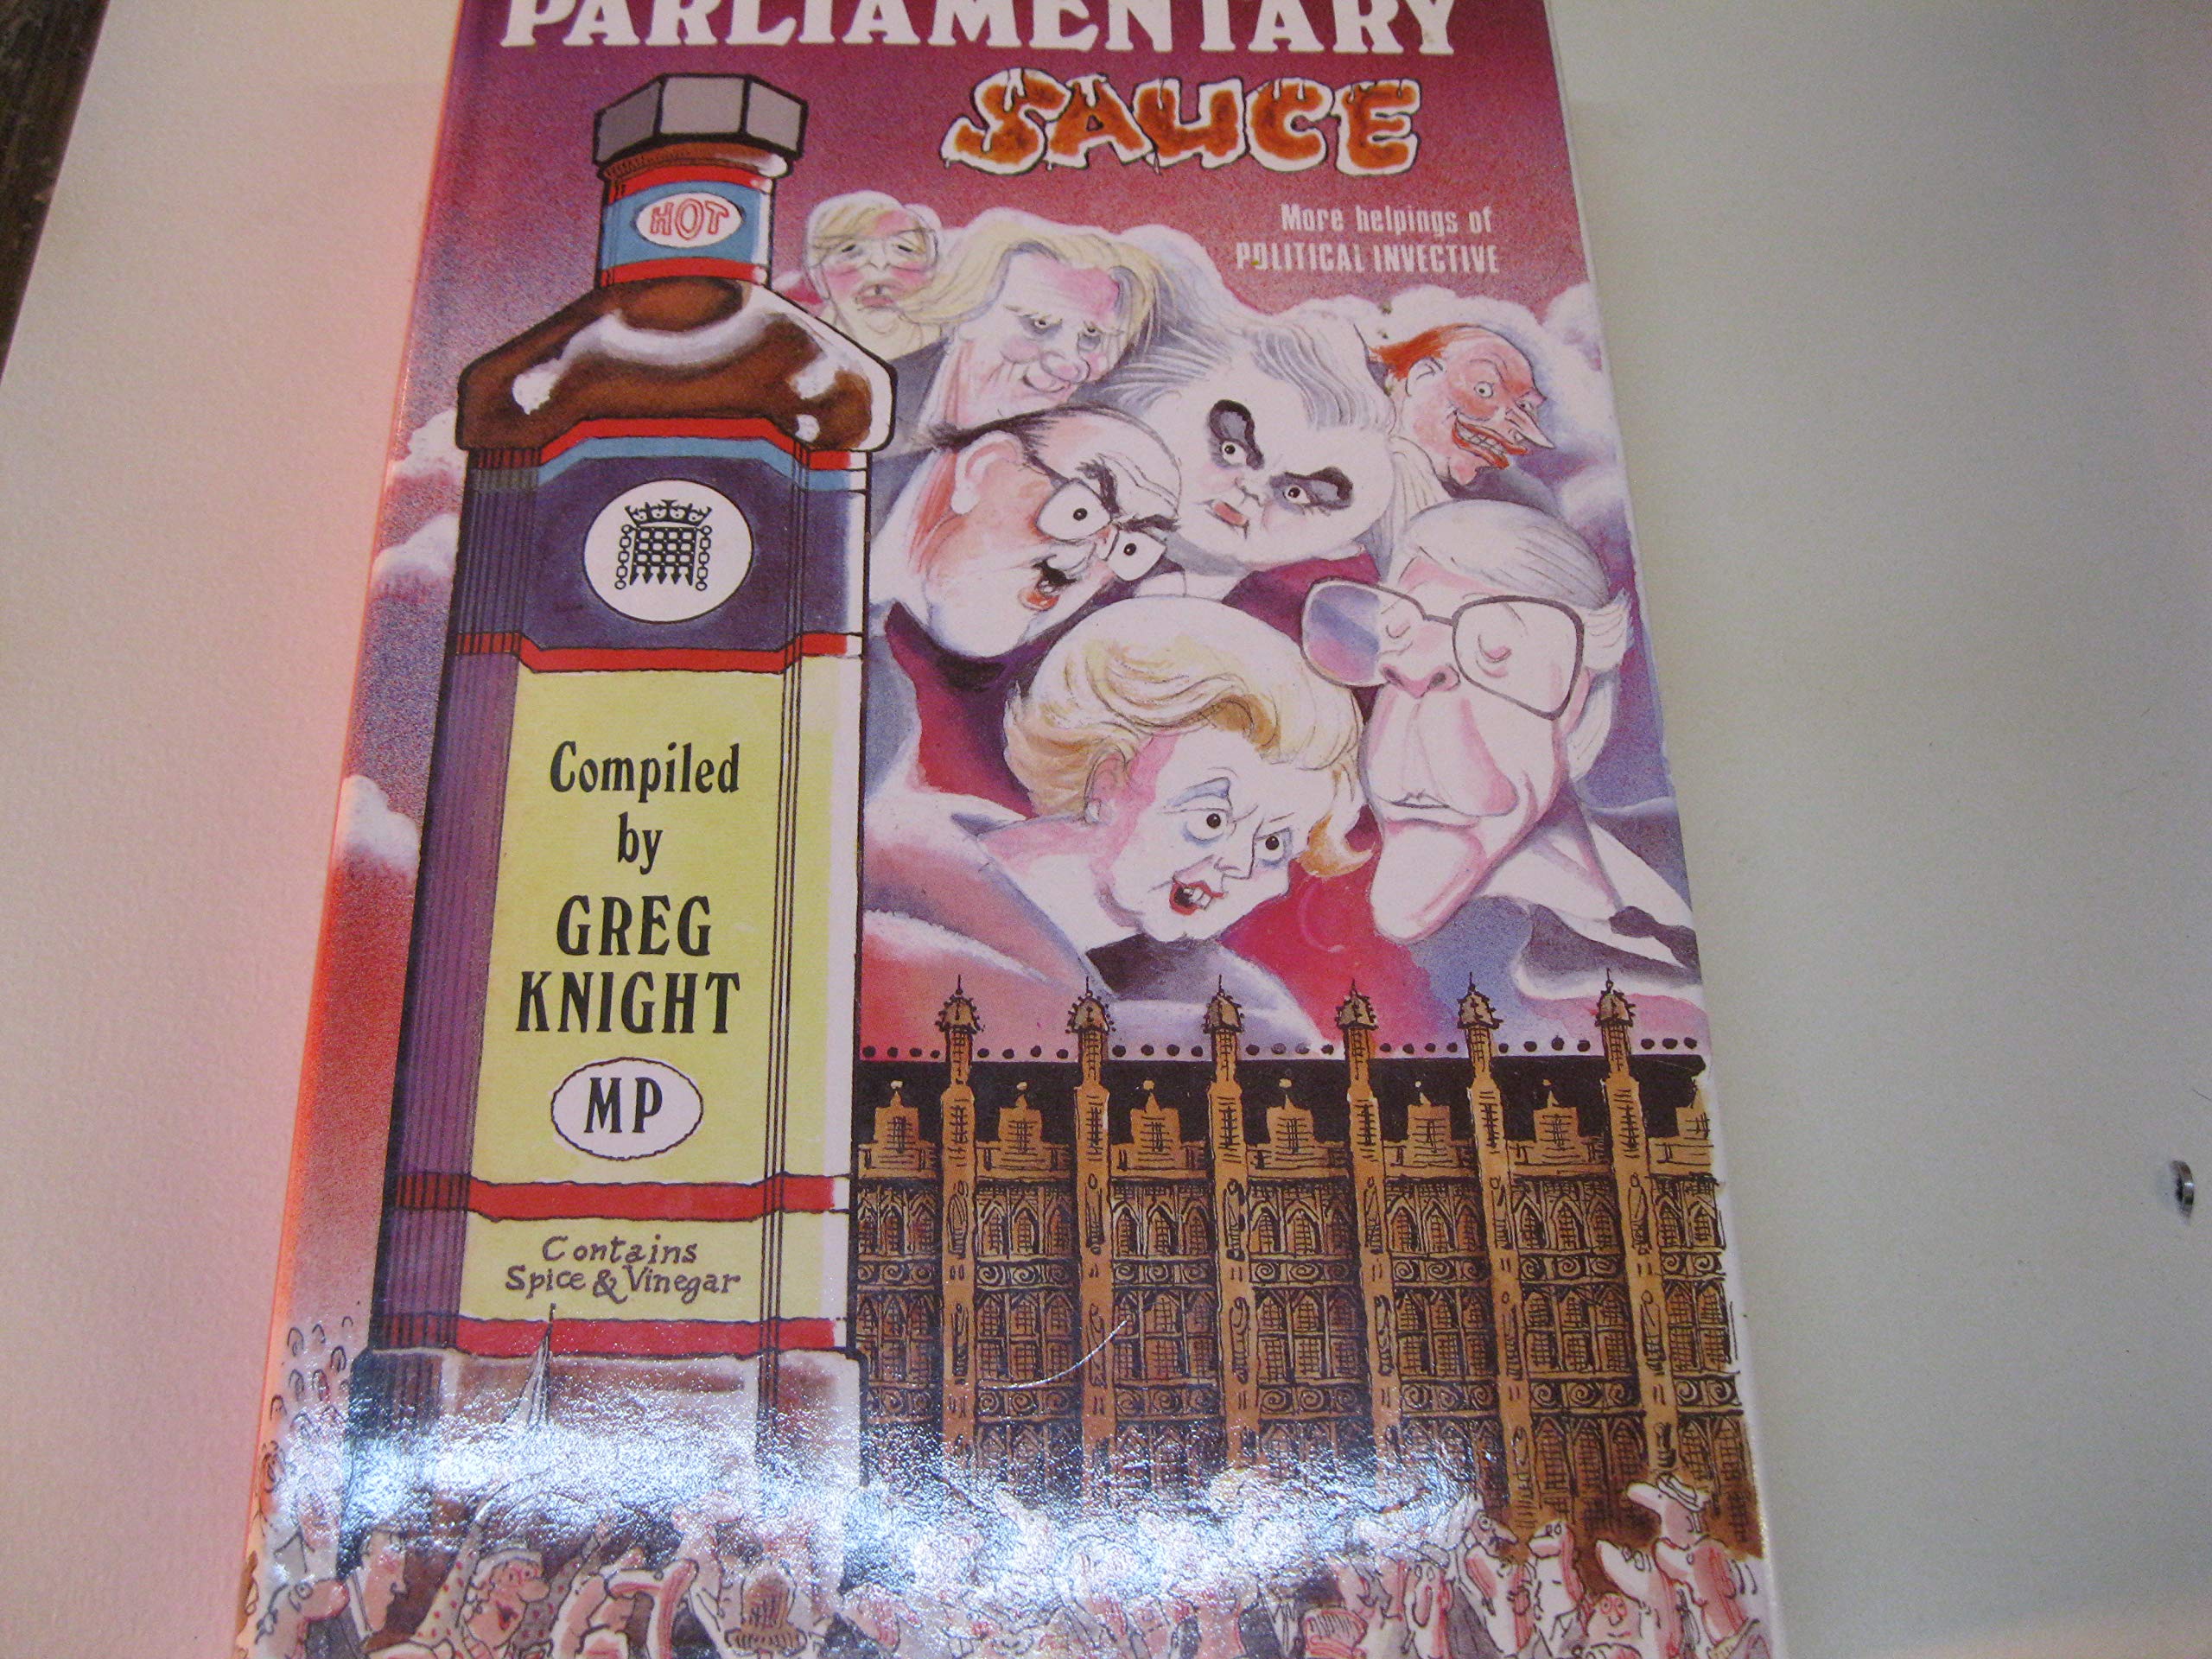 PARLIAMENTARY
SAUCE
More helpings of
POLITICAL INVECTIVE
HOT
Compiled
by
GREG
KNIGHT
MP
Contains
Spice & Vinegar